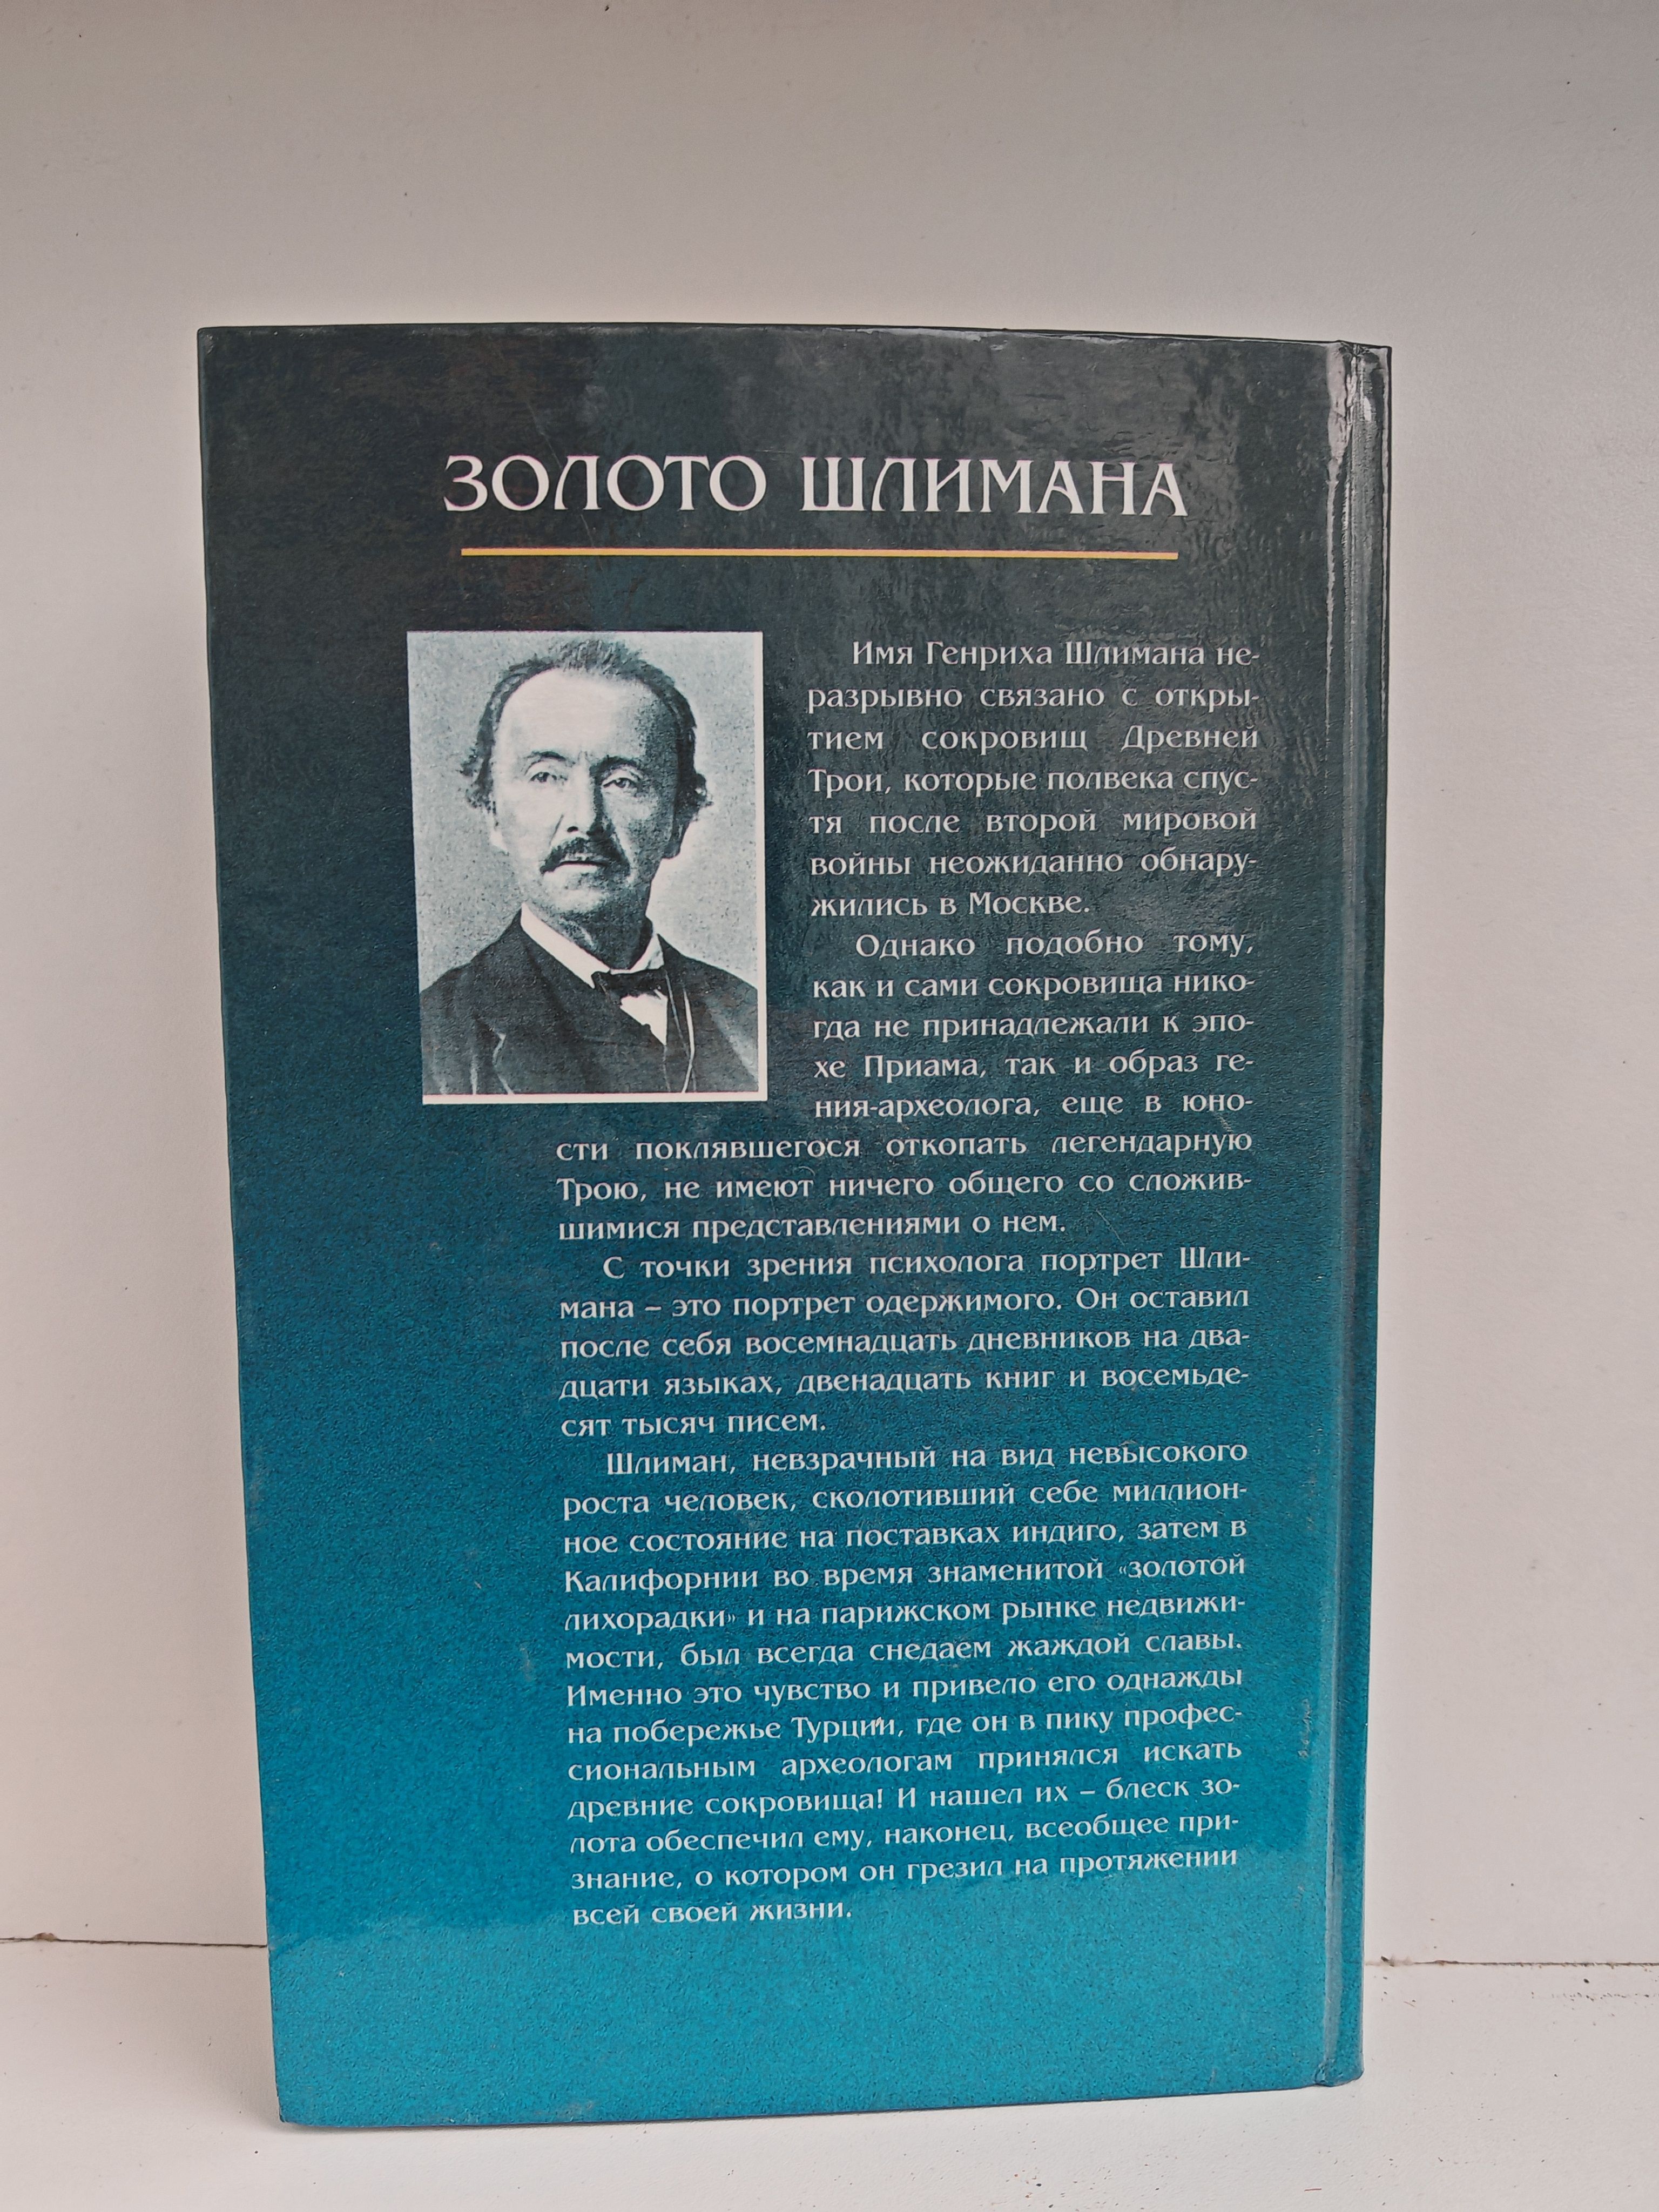 ЗОЛОТО ШЛИМАНА
Имя Генриха Шлимана не-
разрывно связано с откры-
тием сокровищ Древней
Трои, которые полвека спус-
тя после второй мировой
войны неожиданно обнару-
жились в Москве.
Однако подобно тому,
как и сами сокровища нико-
гда не принадлежали к эпо-
хе Приама, так и образ ге-
ния-археолога, еще в юно-
сти поклявшегося откопать легендарную
Трою, не имеют ничего общего со сложив-
шимися представлениями о нем.
С точки зрения психолога портрет Шли-
мана – это портрет одержимого. Он оставил
после себя восемнадцать дневников на два-
дцати языках, двенадцать книг и восемьде-
сят тысяч писем.
Шлиман, невзрачный на вид невысокого
роста человек, сколотивший себе миллион-
ное состояние на поставках индиго, затем в
Калифорнии во время знаменитой «золотой
лихорадки» и на парижском рынке недвижи-
мости, был всегда снедаем жаждой славы.
Именно это чувство и привело его однажды
на побережье Турции, где он в пику профес-
сиональным археологам принялся искать
древние сокровища! И нашел их – блеск зо-
лота обеспечил ему, наконец, всеобщее при-
знание, о котором он грезил на протяжении
всей своей жизни.